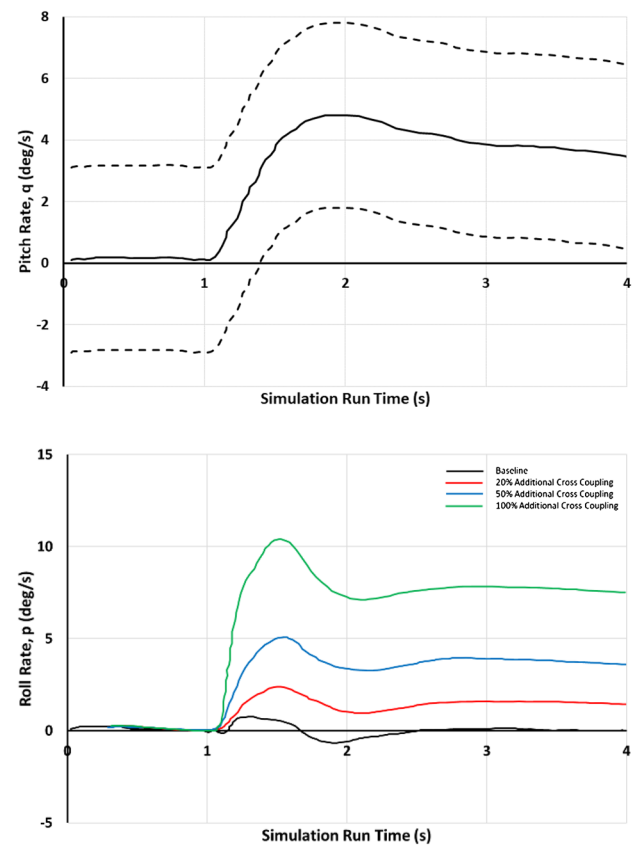 8
6
4
2
0
-2
-4
0 1 2 3 4
Pitch Rate, q (deg/s)
Simulation Run Time (s)
15
10
5
0
-5
0 1 2 3 4
Roll Rate, p (deg/s)
Baseline
20% Additional Cross Coupling
50% Additional Cross Coupling
100% Additional Cross Coupling
Simulation Run Time (s)